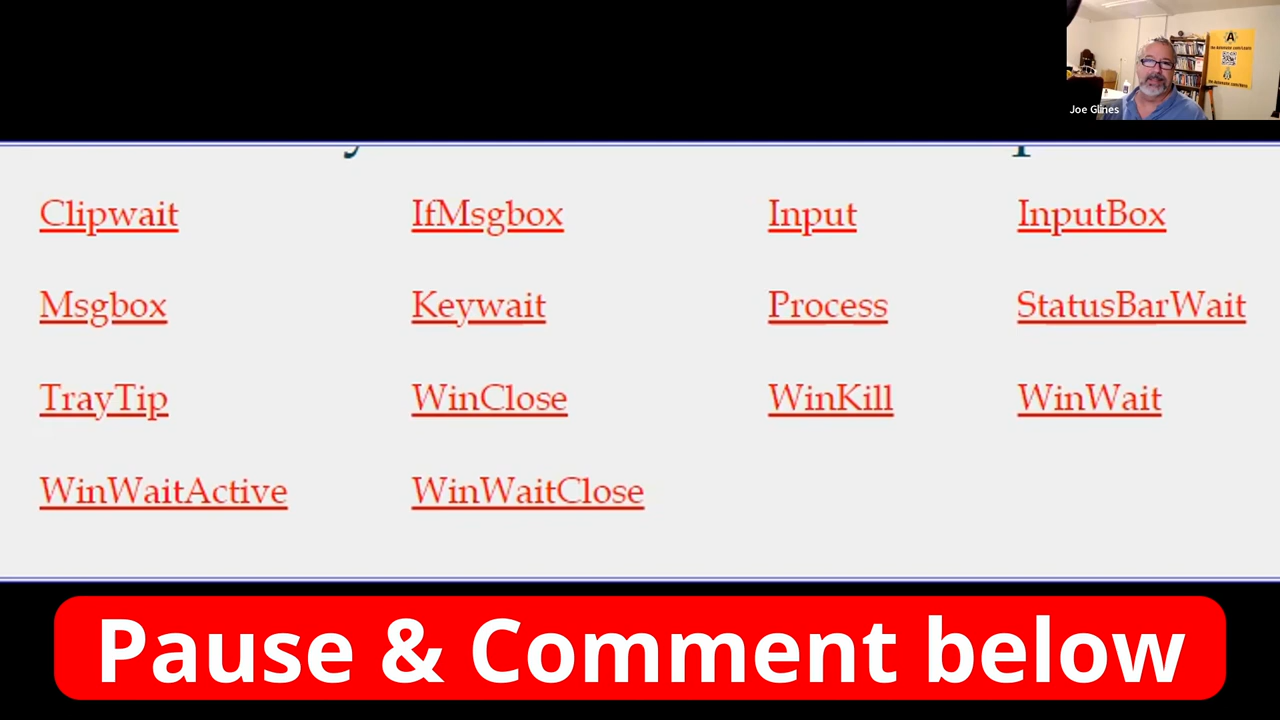 Joe Glines
Clipwait IfMsgbox Input InputBox
Msgbox Keywait Process StatusBarWait
TrayTip WinClose WinKill WinWait
WinWaitActive WinWaitClose
Pause & Comment below